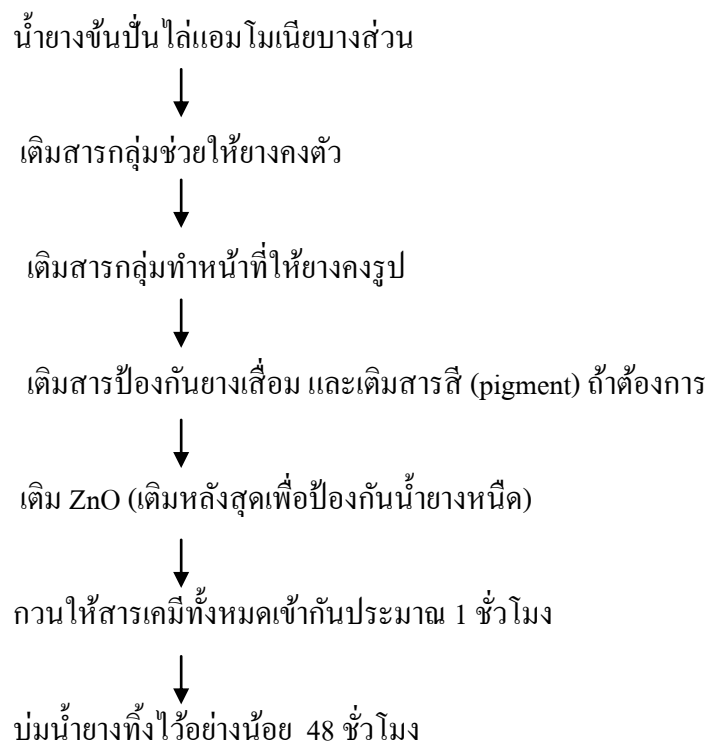 น้ำยางข้นปั่นไล่แอมโมเนียบางส่วน
เติมสารกลุ่มช่วยให้ยางคงตัว
เติมสารกลุ่มทำหน้าที่ให้ยางคงรูป
เติมสารป้องกันยางเสื่อม และเติมสารสี (pigment) ถ้าต้องการ
เติม ZnO (เติมหลังสุดเพื่อป้องกันน้ำยางหนืด)
กวนให้สารเคมีทั้งหมดเข้ากันประมาณ 1 ชั่วโมง
บ่มน้ำยางทิ้งไว้อย่างน้อย 48 ชั่วโมง